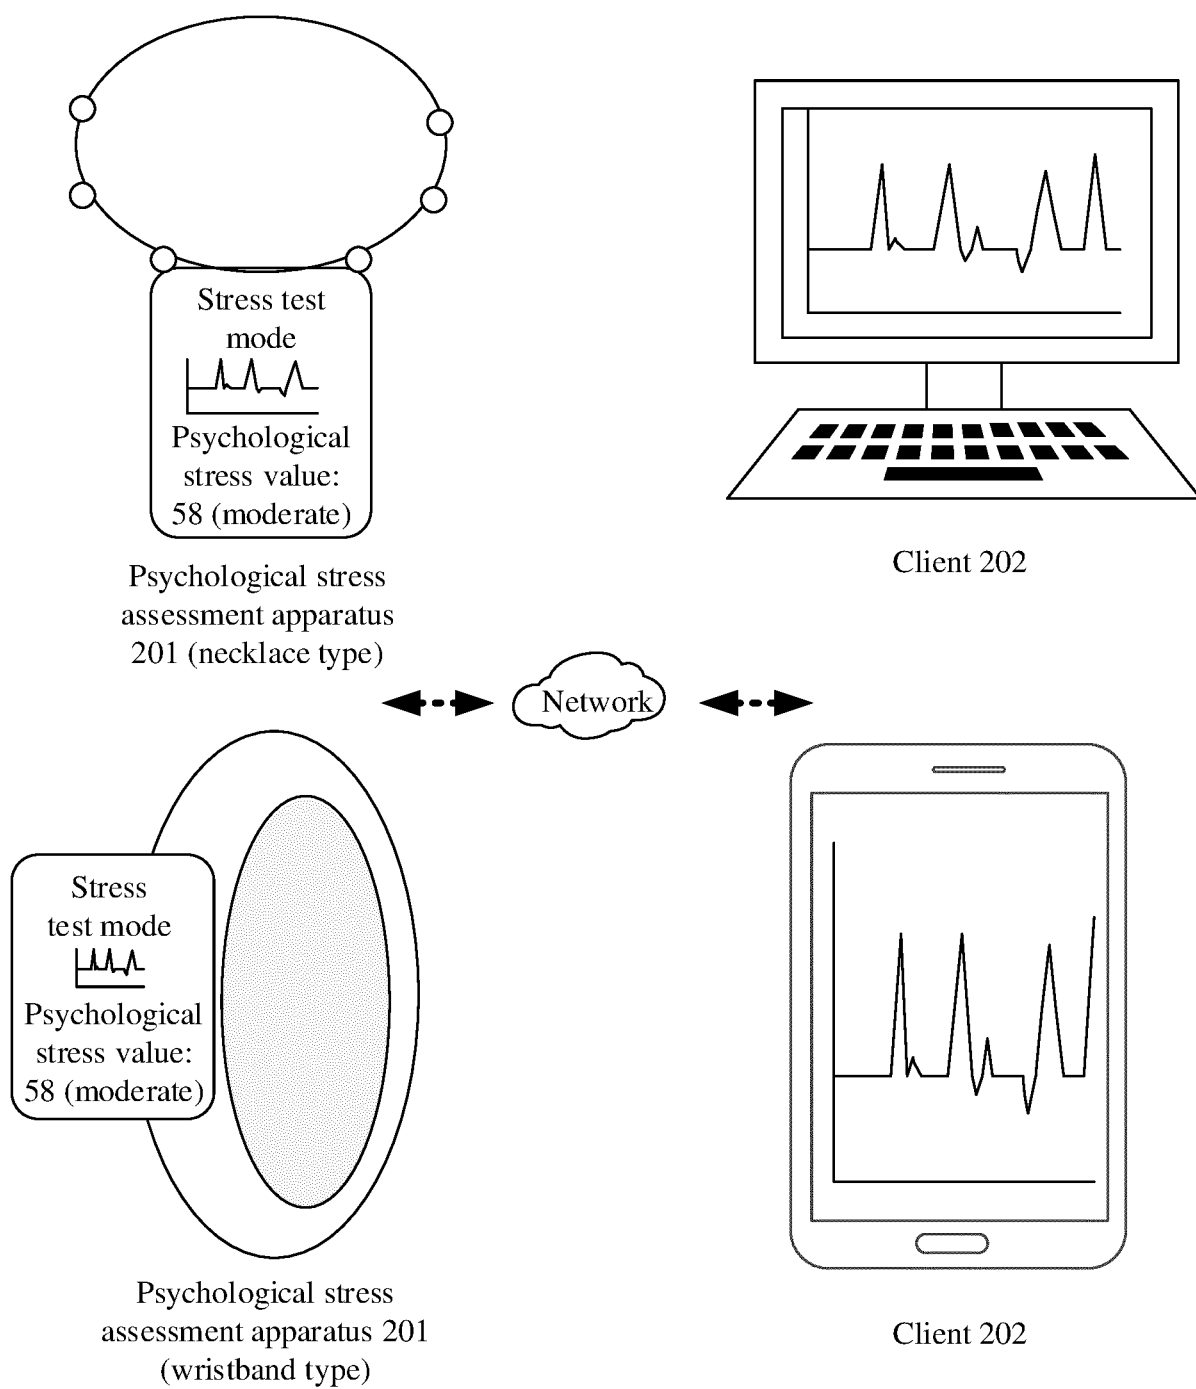 Stress test
mode
Psychological
stress value:
58 (moderate)
Psychological stress
assessment apparatus
201 (necklace type)
Client 202
Network
Stress
test mode
Psychological
stress value:
58 (moderate)
Psychological stress
assessment apparatus 201
(wristband type)
Client 202